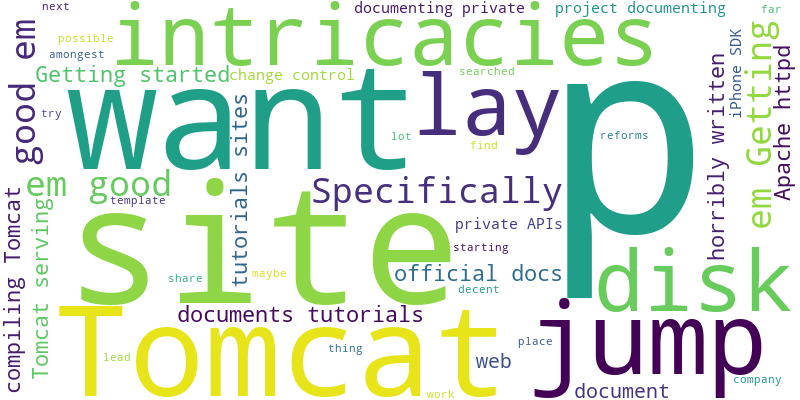 next
documenting private
project documenting
far
intricacies
possible
amongest
good em
Getting started
change control
searched
iPhone SDK
want
lay
p
em Getting
Apache httpd
horribly written
try
tutorials sites
lot
find
reforms
em good
template
Specifically
site
private APIs
starting
compiling Tomcat
Tomcat serving
share
maybe
official docs
decent
disk
documents tutorials
Tomcat
jump
lead
thing
web
place
document
company
work